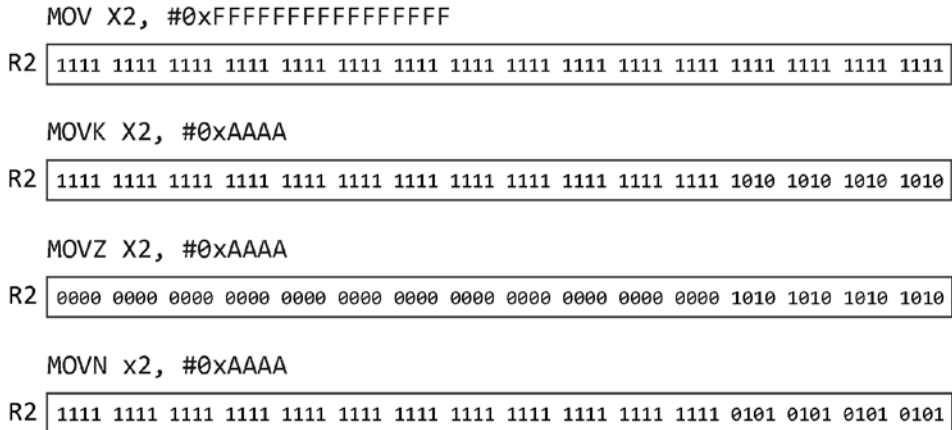 MOV X2, #0xFFFFFFFFFFFFFFFF
R2 1111 1111 1111 1111 1111 1111 1111 1111 1111 1111 1111 1111 1111 1111 1111 1111
MOVK X2, #0xAAAA
R2 1111 1111 1111 1111 1111 1111 1111 1111 1111 1111 1111 1111 1010 1010 1010 1010
MOVZ X2, #0xAAAA
R2 0000 0000 0000 0000 0000 0000 0000 0000 0000 0000 0000 0000 1010 1010 1010 1010
MOVN x2, #0xAAAA
R2 1111 1111 1111 1111 1111 1111 1111 1111 1111 1111 1111 1111 0101 0101 0101 0101